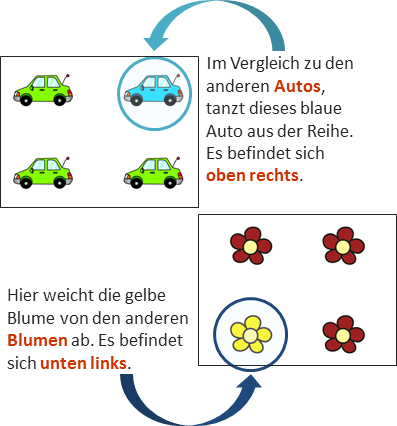 Im Vergleich zu den
anderen Autos,
tanzt dieses blaue
Auto aus der Reihe.
Es befindet sich
oben rechts.
Hier weicht die gelbe
Blume von den anderen
Blumen ab. Es befindet
sich unten links.